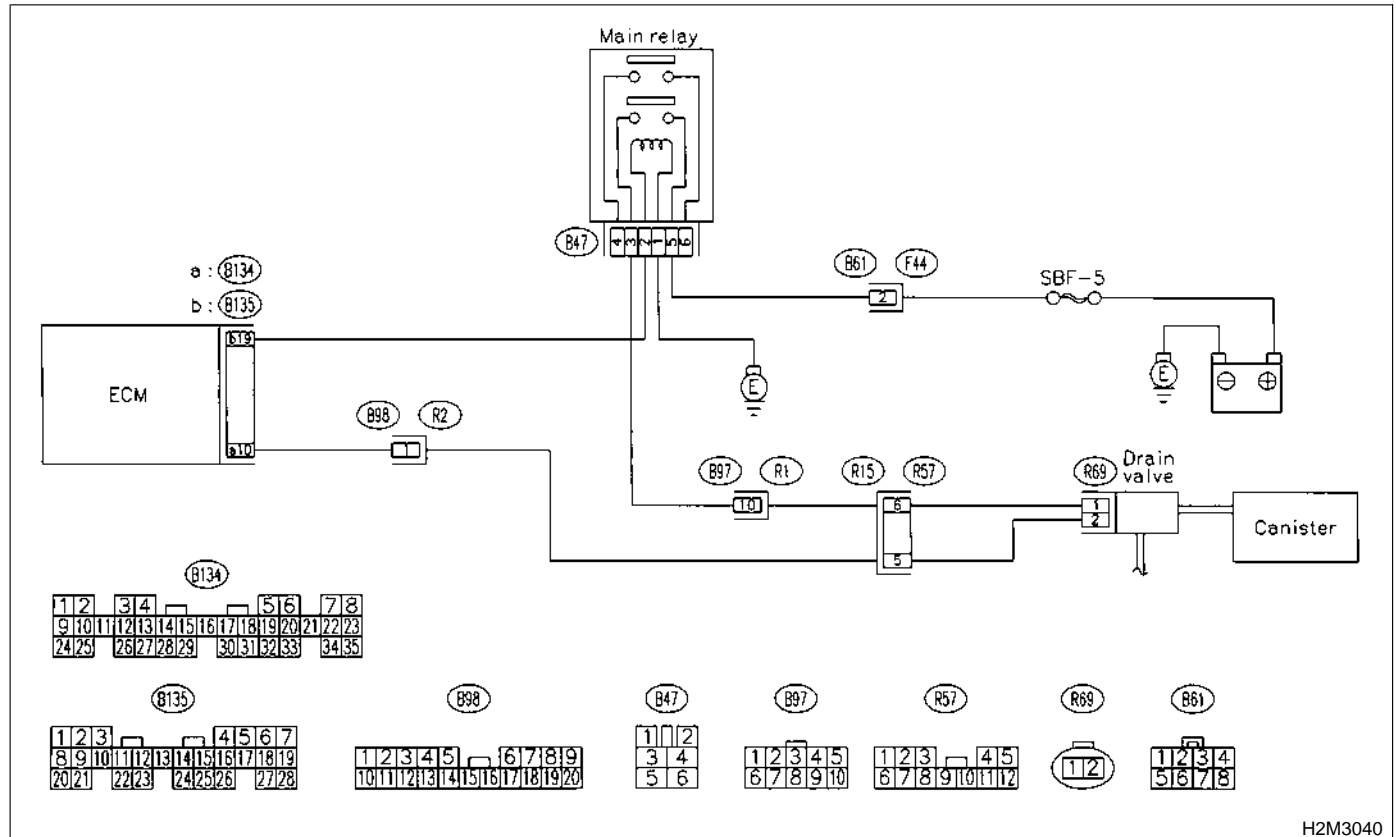 Main relay
B47
4 3 2 1 5 6
a : B134
b : B135
B61 F44
2
SBF-5
b19
ECM
E
E
B98 R2
a10
B97 R1
10
R15 R57
6
5
R69
Drain
valve
1
2
Canister
B134
1 2 3 4 5 6 7 8
9 10 11 12 13 14 15 16 17 18 19 20 21 22 23
24 25 26 27 28 29 30 31 32 33 34 35
B135
1 2 3 4 5 6 7
8 9 10 11 12 13 14 15 16 17 18 19
20 21 22 23 24 25 26 27 28
B98
1 2 3 4 5 6 7 8 9
10 11 12 13 14 15 16 17 18 19 20
B47
1 2
3 4
5 6
B97
1 2 3 4 5
6 7 8 9 10
R57
1 2 3 4 5
6 7 8 9 10 11 12
R69
1 2
B61
1 2 3 4
5 6 7 8
H2M3040